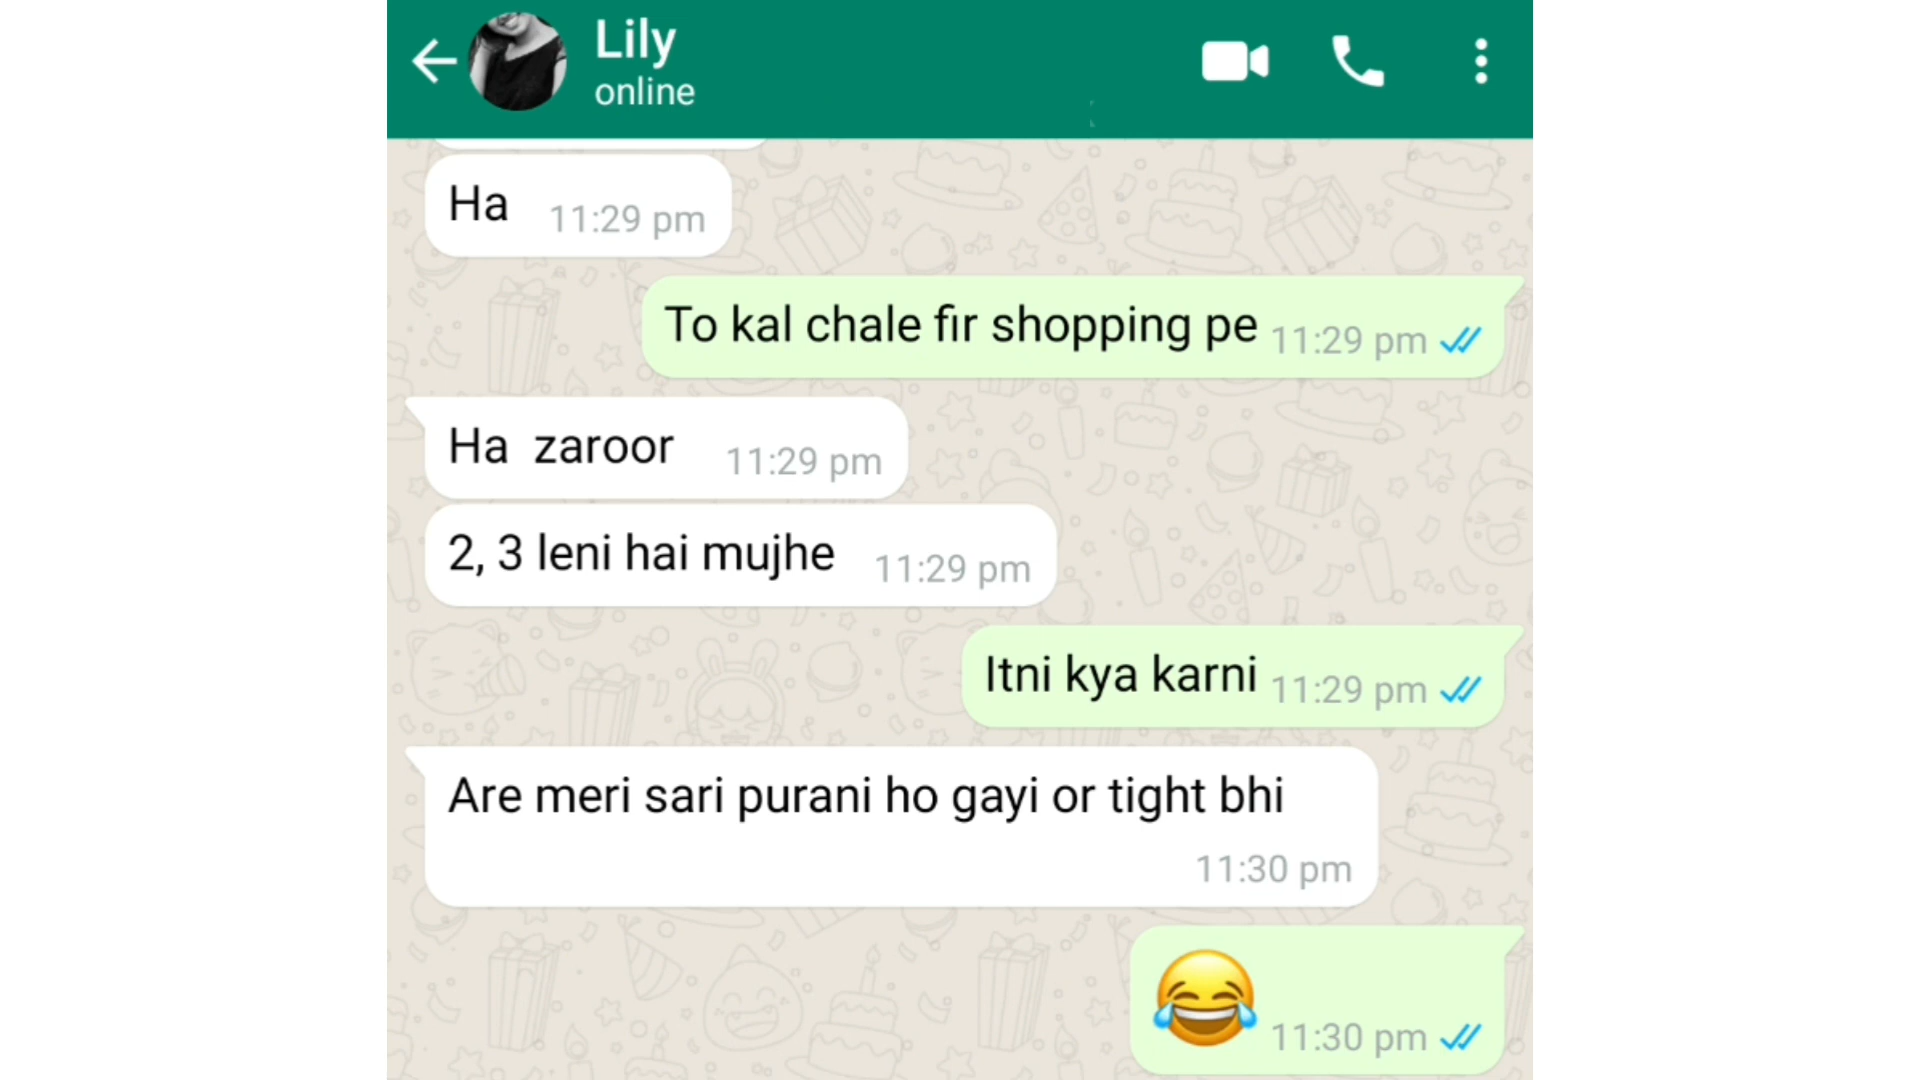 Lily
online
Ha 11:29 pm
To kal chale fir shopping pe 11:29 pm
Ha zaroor 11:29 pm
2, 3 leni hai mujhe 11:29 pm
Itni kya karni 11:29 pm
Are meri sari purani ho gayi or tight bhi
11:30 pm
😂 11:30 pm